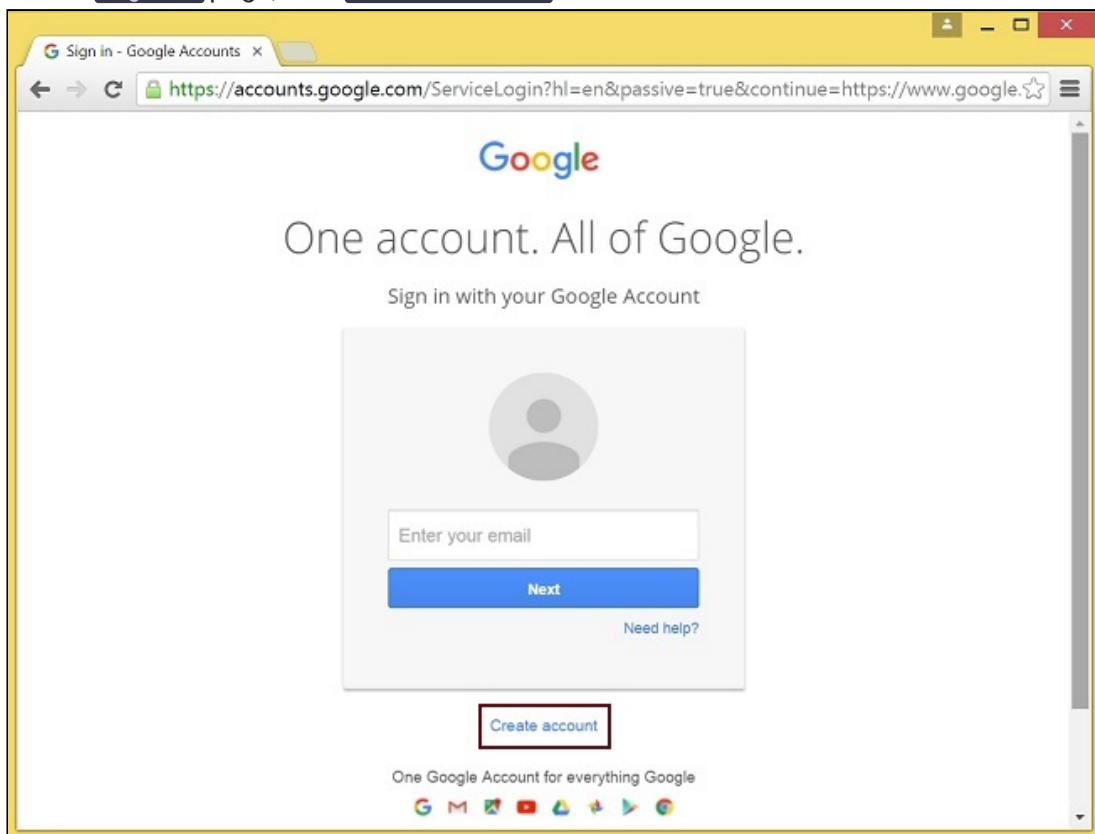 page,
Sign in - Google Accounts
https://accounts.google.com/ServiceLogin?hl=en&passive=true&continue=https://www.google.
Google
One account. All of Google.
Sign in with your Google Account
Enter your email
Next
Need help?
Create account
One Google Account for everything Google